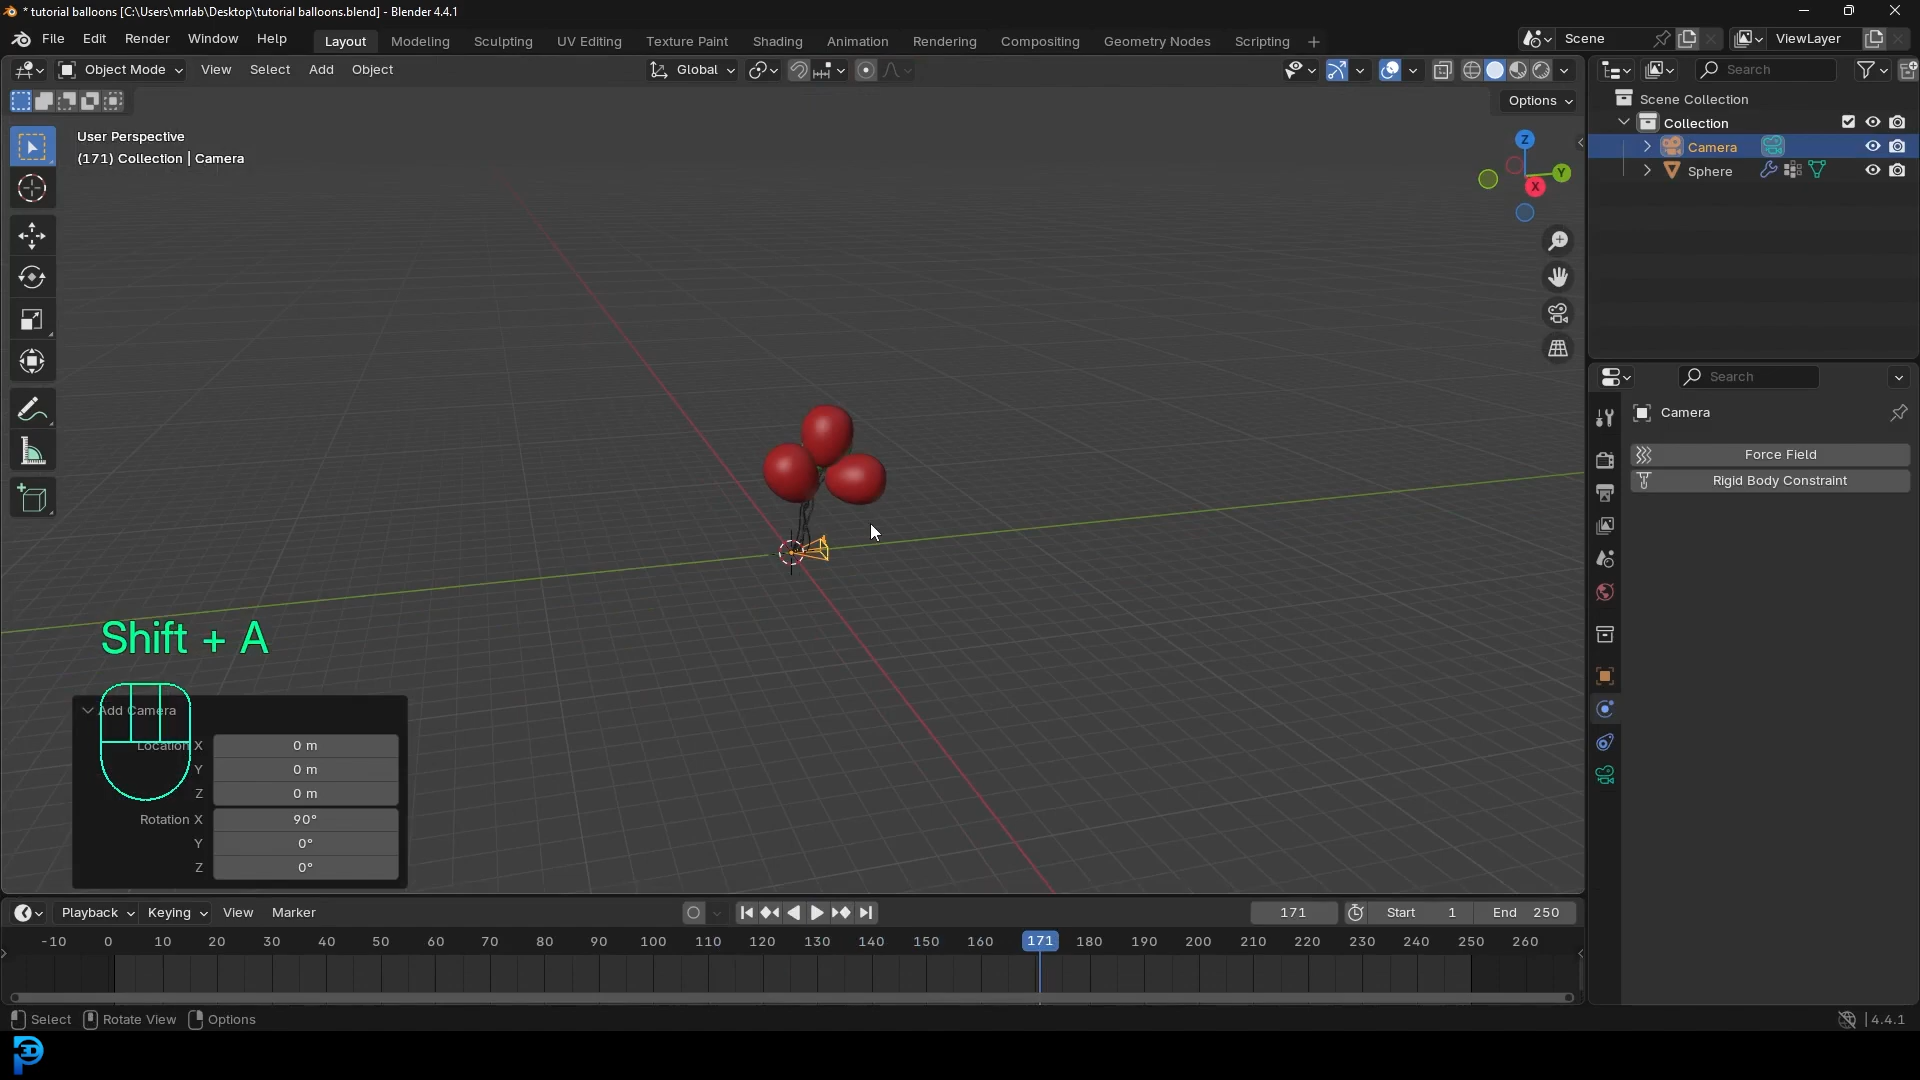 * tutorial balloons [C:\Users\mrlab\Desktop\tutorial balloons.blend] - Blender 4.4.1
File Edit Render Window Help
Layout Modeling Sculpting UV Editing Texture Paint Shading Animation Rendering Compositing Geometry Nodes Scripting +
Scene
ViewLayer
Object Mode View Select Add Object
Global
Search
Options
User Perspective
(171) Collection | Camera
Z
Y
X
Scene Collection
Collection
Camera
Sphere
Search
Camera
Force Field
Rigid Body Constraint
Shift + A
Add Camera
Location X 0 m
Y 0 m
Z 0 m
Rotation X 90°
Y 0°
Z 0°
Playback Keying View Marker
171 Start 1 End 250
-10 0 10 20 30 40 50 60 70 80 90 100 110 120 130 140 150 160 171 180 190 200 210 220 230 240 250 260
Select Rotate View Options
4.4.1
3D